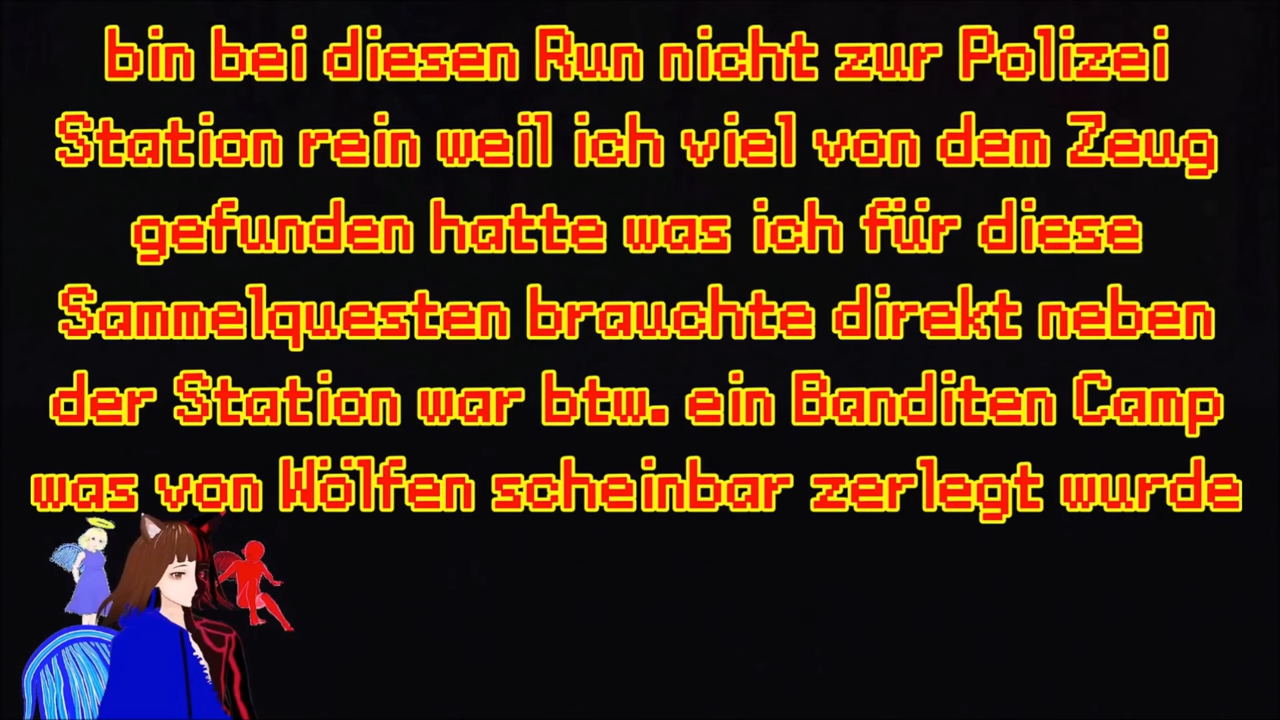 bin bei diesen Run nicht zur Polizei
Station rein weil ich viel von dem Zeug
gefunden hatte was ich für diese
Sammelquesten brauchte direkt neben
der Station war btw. ein Banditen Camp
was von Wölfen scheinbar zerlegt wurde